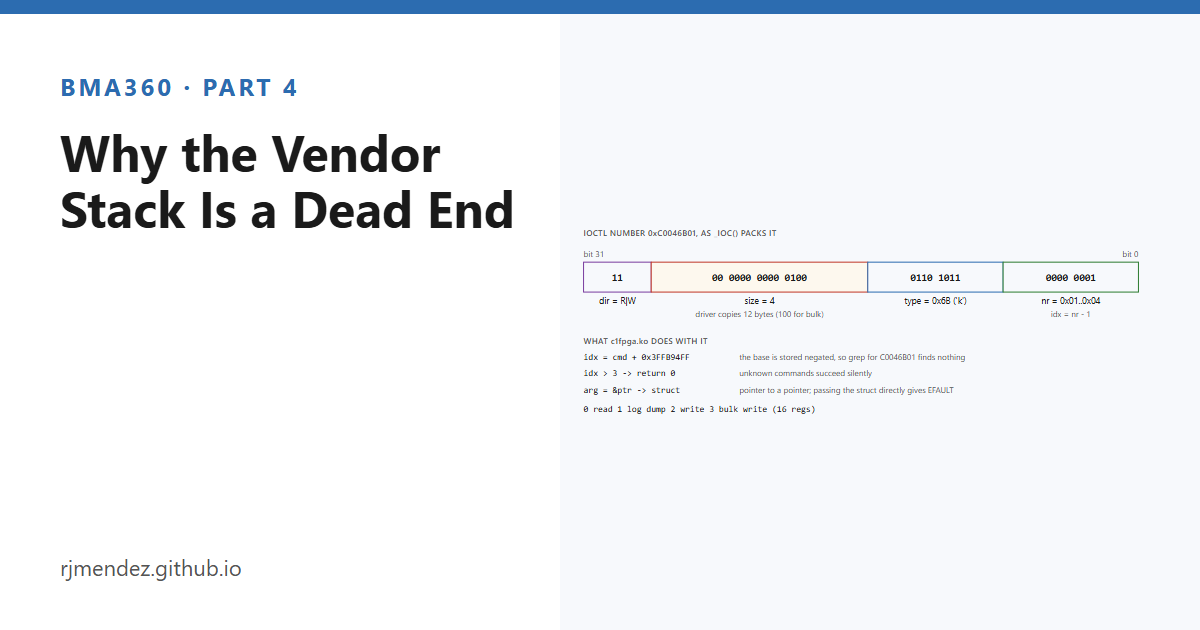 BMA360 · PART 4
Why the Vendor
Stack Is a Dead End
IOCTL NUMBER 0xC0046B01, AS _IOC() PACKS IT
bit 31
bit 0
11
00 0000 0000 0100
0110 1011
0000 0001
dir = R|W
size = 4
type = 0x6B ('k')
nr = 0x01..0x04
driver copies 12 bytes (100 for bulk)
idx = nr - 1
WHAT c1fpga.ko DOES WITH IT
idx = cmd + 0x3FFB94FF
the base is stored negated, so grep for C0046B01 finds nothing
idx > 3 -> return 0
unknown commands succeed silently
arg = &ptr -> struct
pointer to a pointer; passing the struct directly gives EFAULT
0 read 1 log dump 2 write 3 bulk write (16 regs)
rjmendez.github.io